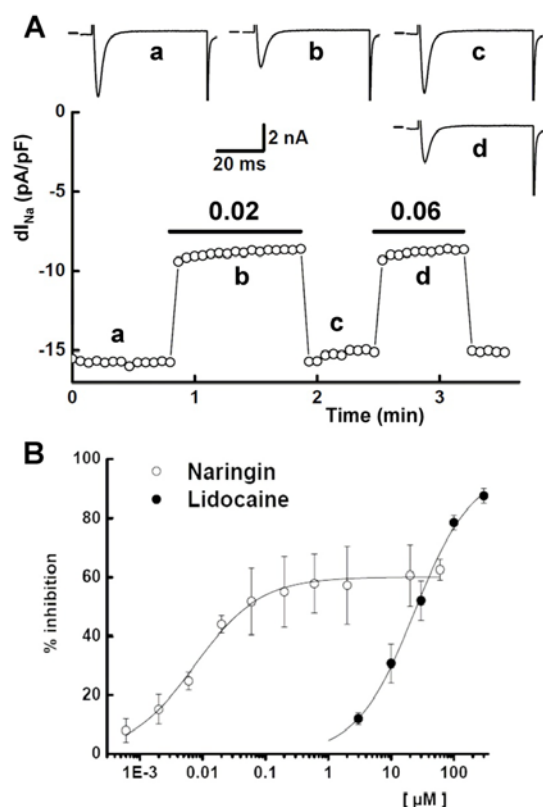 A
a
b
c
d
2 nA
20 ms
0
-5
-10
-15
dI_Na (pA/pF)
0.02
0.06
a
b
c
d
1
2
3
Time (min)
B
Naringin
Lidocaine
100
80
60
40
20
0
% inhibition
1E-3
0.01
0.1
1
10
100
[ µM ]